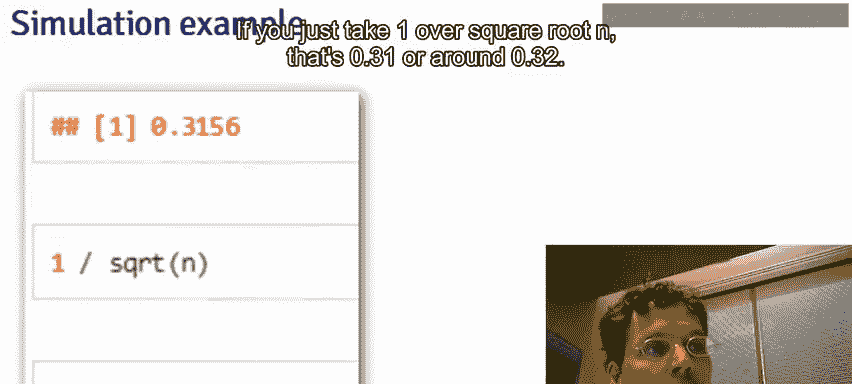 Simulation example
If you just take 1 over square root n,
that's 0.31 or around 0.32.
## [1] 0.3156
1 / sqrt(n)